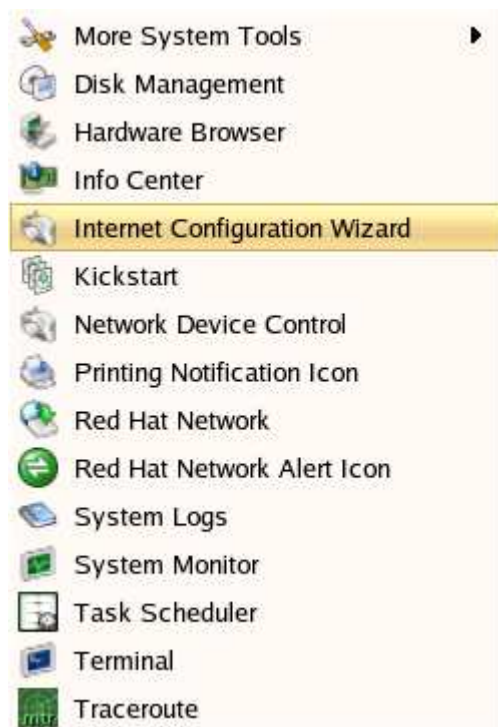 More System Tools
Disk Management
Hardware Browser
Info Center
Internet Configuration Wizard
Kickstart
Network Device Control
Printing Notification Icon
Red Hat Network
Red Hat Network Alert Icon
System Logs
System Monitor
Task Scheduler
Terminal
Traceroute